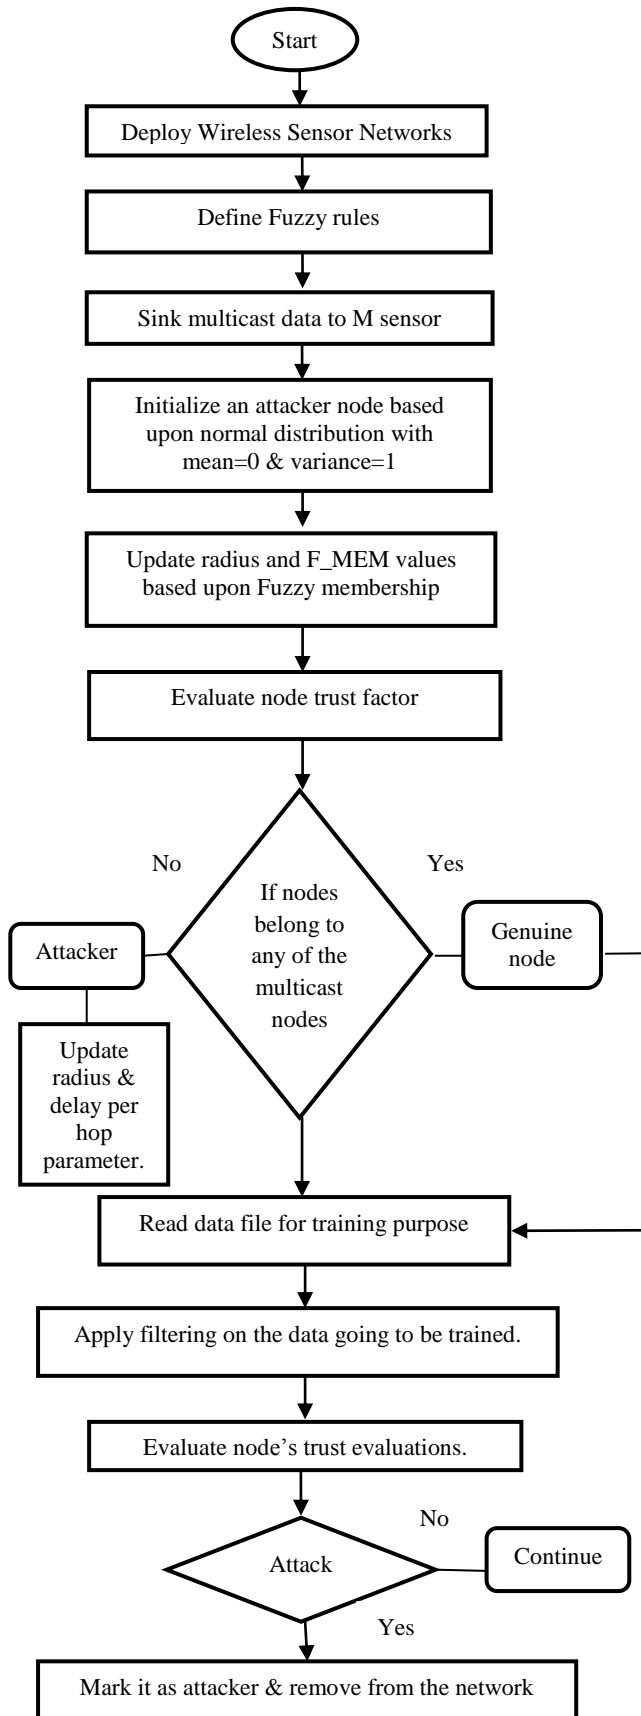 Start
Deploy Wireless Sensor Networks
Define Fuzzy rules
Sink multicast data to M sensor
Initialize an attacker node based
upon normal distribution with
mean=0 & variance=1
Update radius and F_MEM values
based upon Fuzzy membership
Evaluate node trust factor
No
Yes
If nodes
belong to
any of the
multicast
nodes
Attacker
Genuine
node
Update
radius &
delay per
hop
parameter.
Read data file for training purpose
Apply filtering on the data going to be trained.
Evaluate node’s trust evaluations.
No
Attack
Continue
Yes
Mark it as attacker & remove from the network